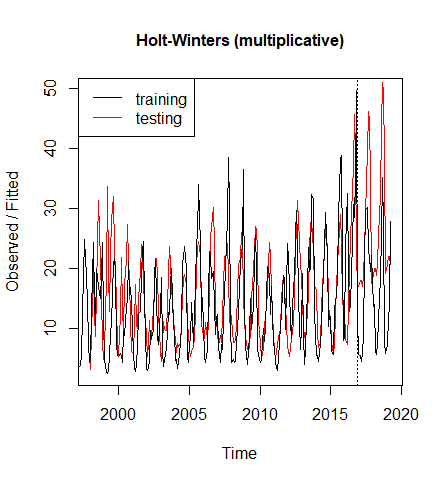 Holt-Winters (multiplicative)
training
testing
50
40
30
20
10
Observed / Fitted
2000
2005
2010
2015
2020
Time